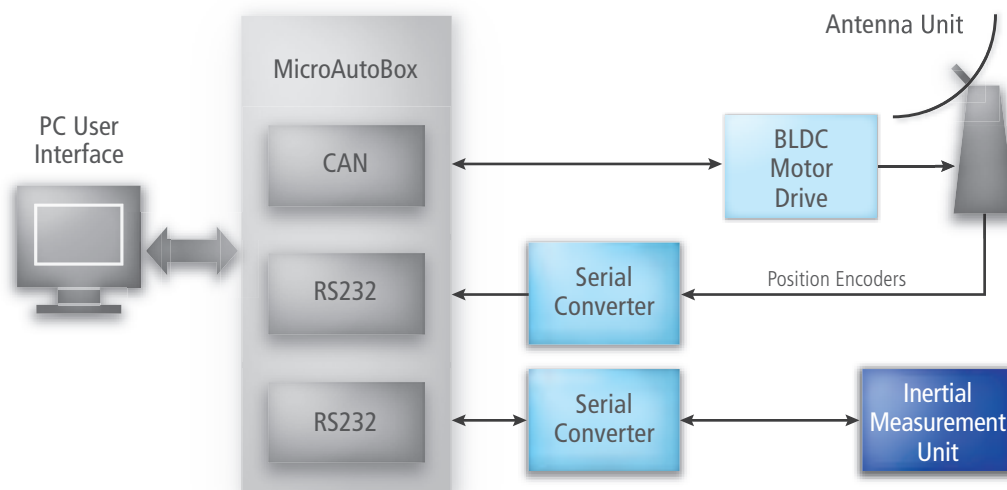 Antenna Unit
MicroAutoBox
PC User
Interface
CAN
BLDC
Motor
Drive
RS232
Serial
Converter
Position Encoders
RS232
Serial
Converter
Inertial
Measurement
Unit